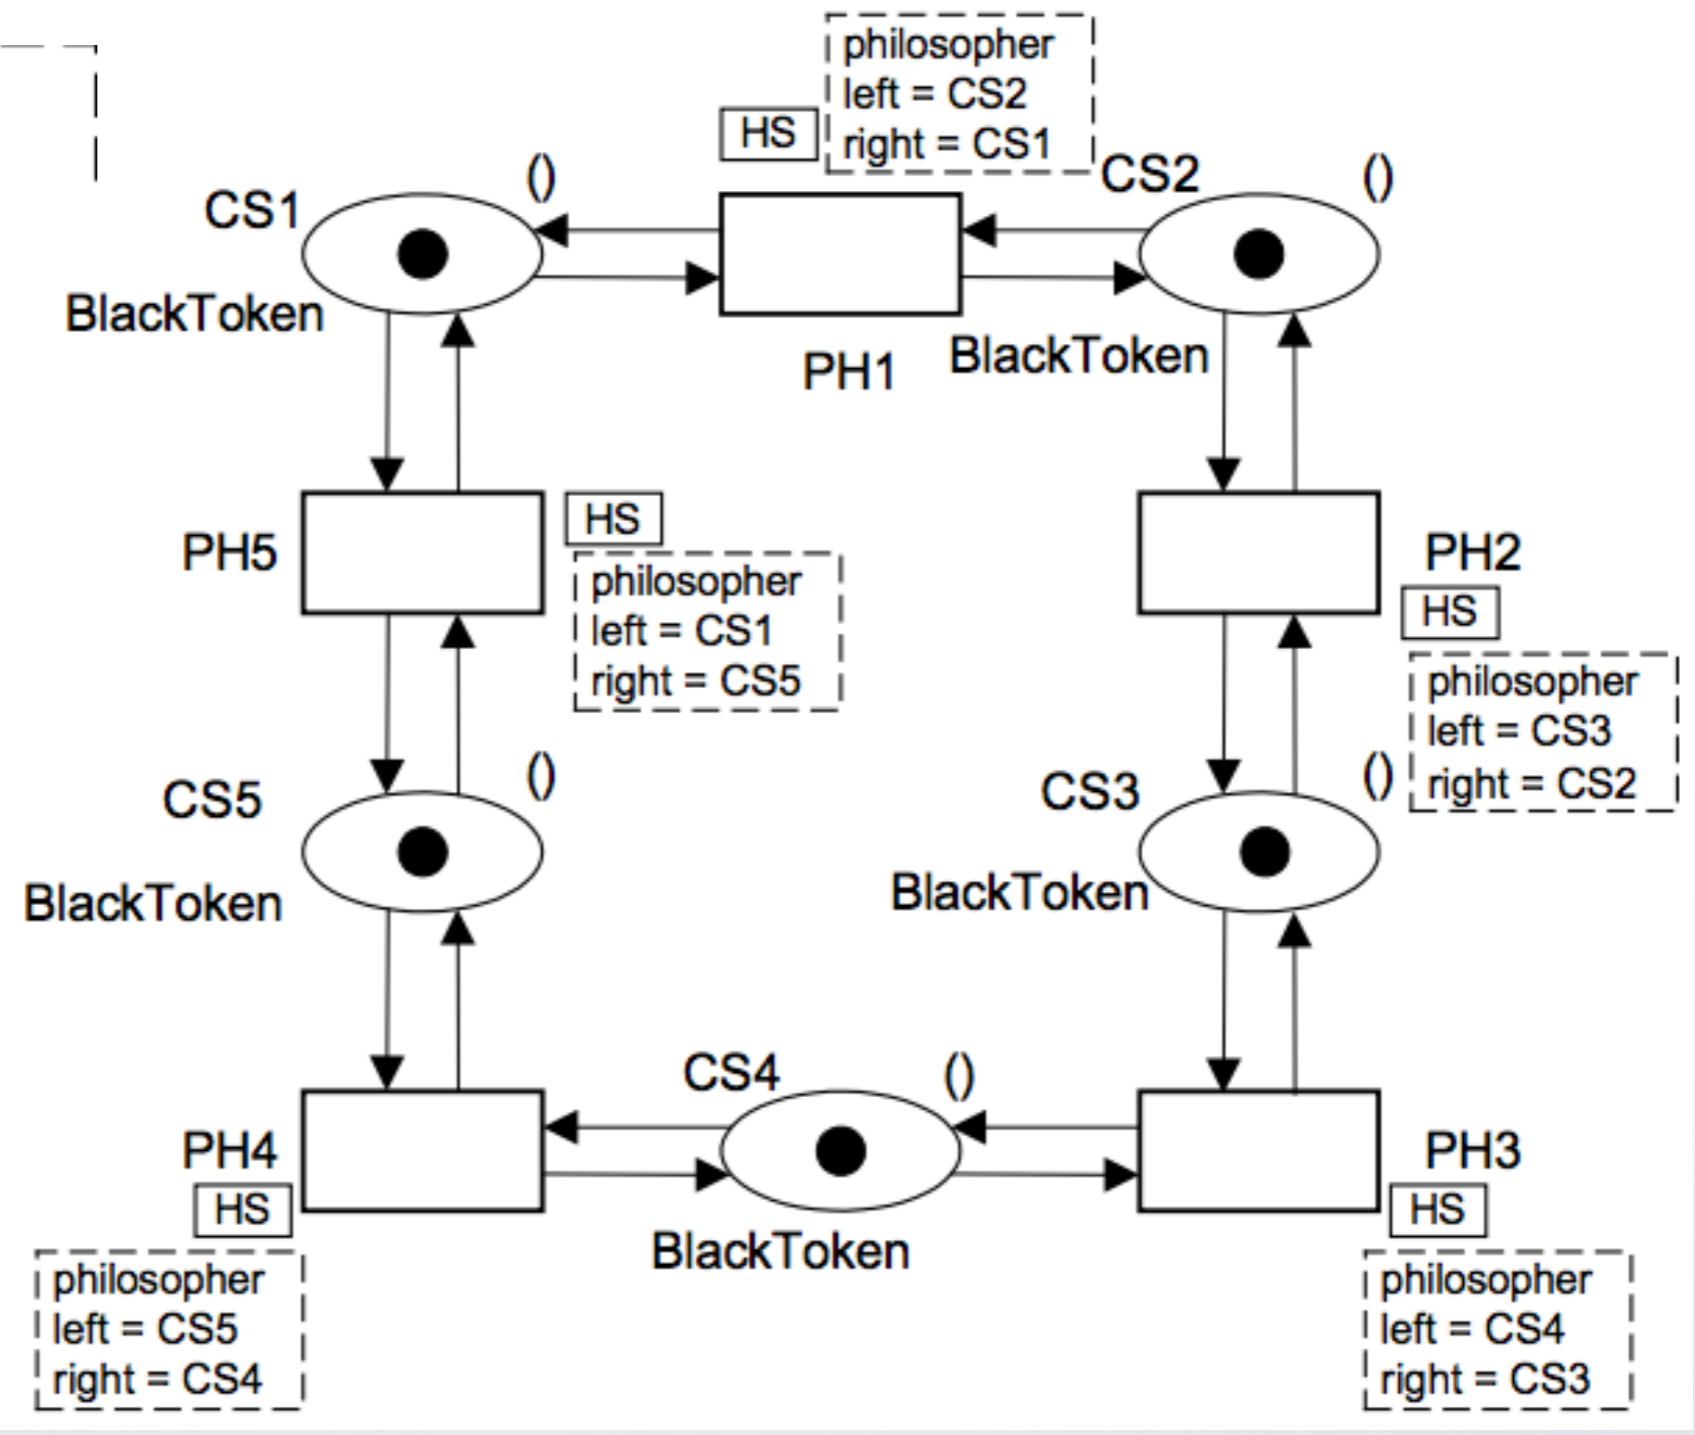 philosopher
left = CS2
right = CS1
HS
CS1
()
CS2
()
BlackToken
PH1
BlackToken
PH5
HS
philosopher
left = CS1
right = CS5
PH2
HS
philosopher
left = CS3
right = CS2
CS5
()
CS3
()
BlackToken
BlackToken
CS4
()
PH4
HS
philosopher
left = CS5
right = CS4
BlackToken
PH3
HS
philosopher
left = CS4
right = CS3